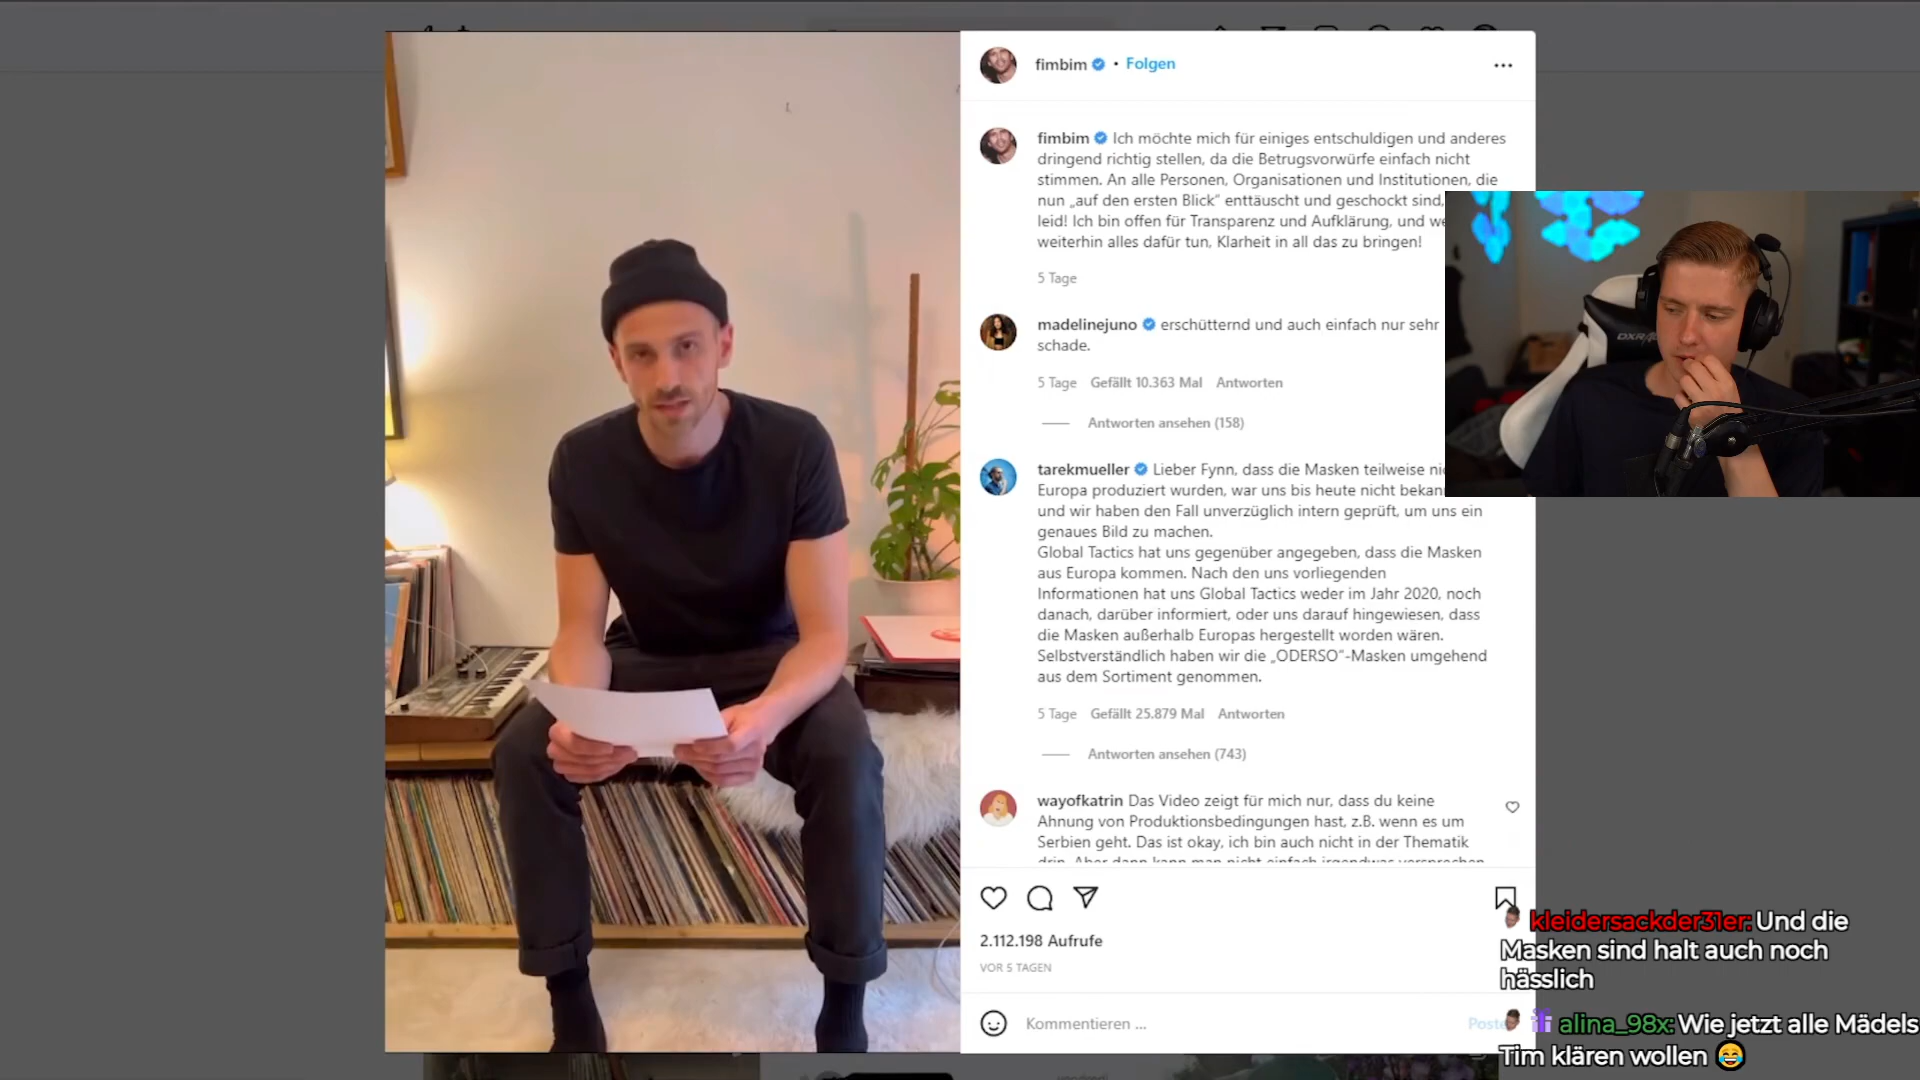 fimbim • Folgen
fimbim Ich möchte mich für einiges entschuldigen und anderes
dringend richtig stellen, da die Betrugsvorwürfe einfach nicht
stimmen. An alle Personen, Organisationen und Institutionen, die
nun „auf den ersten Blick" enttäuscht und geschockt sind,
leid! Ich bin offen für Transparenz und Aufklärung, und
weiterhin alles dafür tun, Klarheit in all das zu bringen!
5 Tage
madelinejuno erschütternd und auch einfach nur sehr
schade.
5 Tage Gefällt 10.363 Mal Antworten
Antworten ansehen (158)
tarekmueller Lieber Fynn, dass die Masken teilweise
Europa produziert wurden, war uns bis heute nicht
und wir haben den Fall unverzüglich intern geprüft, um uns ein
genaues Bild zu machen.
Global Tactics hat uns gegenüber angegeben, dass die Masken
aus Europa kommen. Nach den uns vorliegenden
Informationen hat uns Global Tactics weder im Jahr 2020, noch
danach, darüber informiert, oder uns darauf hingewiesen, dass
die Masken außerhalb Europas hergestellt worden wären.
Selbstverständlich haben wir die „ODERSO"-Masken umgehend
aus dem Sortiment genommen.
5 Tage Gefällt 25.879 Mal Antworten
Antworten ansehen (743)
wayofkatrin Das Video zeigt für mich nur, dass du keine
Ahnung von Produktionsbedingungen hast, z.B. wenn es um
Serbien geht. Das ist okay, ich bin auch nicht in der Thematik
drin. Aber dann kann man nicht einfach irgendwas versprechen
2.112.198 Aufrufe
VOR 5 TAGEN
Kommentieren ...
kleidersackder31er: Und die
Masken sind halt auch noch
hässlich
alina_98x: Wie jetzt alle Mädels
Tim klären wollen 😂